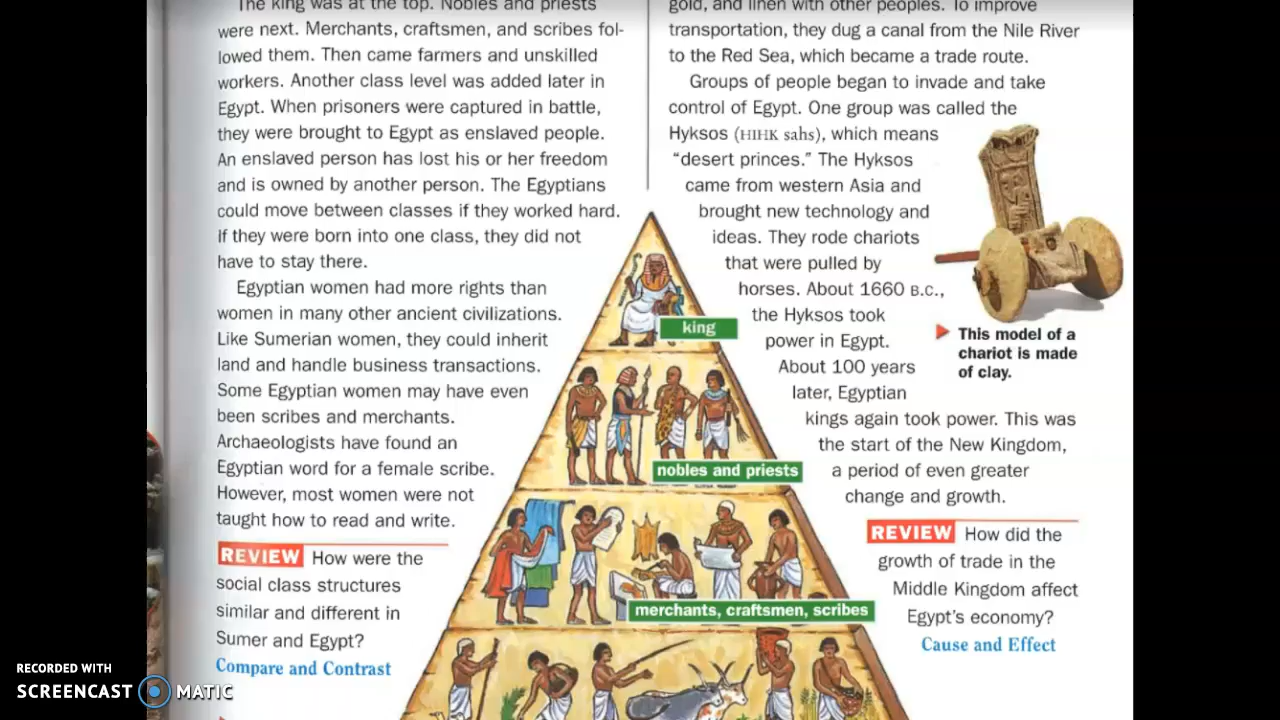 The king was at the top. Nobles and priests
were next. Merchants, craftsmen, and scribes fol-
lowed them. Then came farmers and unskilled
workers. Another class level was added later in
Egypt. When prisoners were captured in battle,
they were brought to Egypt as enslaved people.
An enslaved person has lost his or her freedom
and is owned by another person. The Egyptians
could move between classes if they worked hard.
If they were born into one class, they did not
have to stay there.
Egyptian women had more rights than
women in many other ancient civilizations.
Like Sumerian women, they could inherit
land and handle business transactions.
Some Egyptian women may have even
been scribes and merchants.
Archaeologists have found an
Egyptian word for a female scribe.
However, most women were not
taught how to read and write.
REVIEW How were the
social class structures
similar and different in
Sumer and Egypt?
Compare and Contrast
king
nobles and priests
merchants, craftsmen, scribes
gold, and linen with other peoples. To improve
transportation, they dug a canal from the Nile River
to the Red Sea, which became a trade route.
Groups of people began to invade and take
control of Egypt. One group was called the
Hyksos (HIHK sahs), which means
“desert princes.” The Hyksos
came from western Asia and
brought new technology and
ideas. They rode chariots
that were pulled by
horses. About 1660 B.C.,
the Hyksos took
power in Egypt.
About 100 years
later, Egyptian
kings again took power. This was
the start of the New Kingdom,
a period of even greater
change and growth.
This model of a
chariot is made
of clay.
REVIEW How did the
growth of trade in the
Middle Kingdom affect
Egypt’s economy?
Cause and Effect
RECORDED WITH
SCREENCAST MATIC